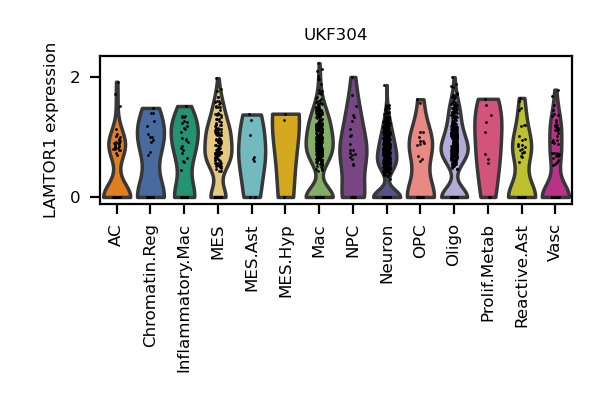 UKF304
LAMTOR1 expression
2
0
AC
Chromatin.Reg
Inflammatory.Mac
MES
MES.Ast
MES.Hyp
Mac
NPC
Neuron
OPC
Oligo
Prolif.Metab
Reactive.Ast
Vasc